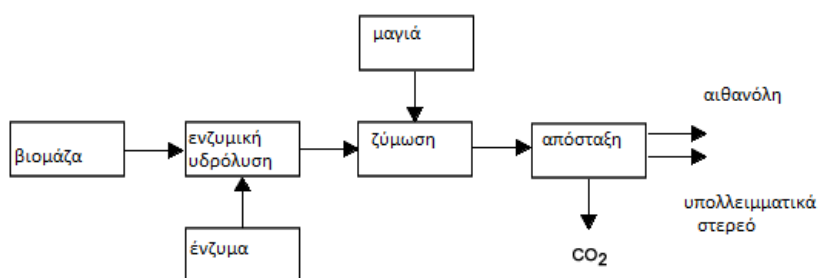 μαγιά
αιθανόλη
βιομάζα
ενζυμική
υδρόλυση
ζύμωση
απόσταξη
υπολλειμματικά
στερεό
ένζυμα
CO₂